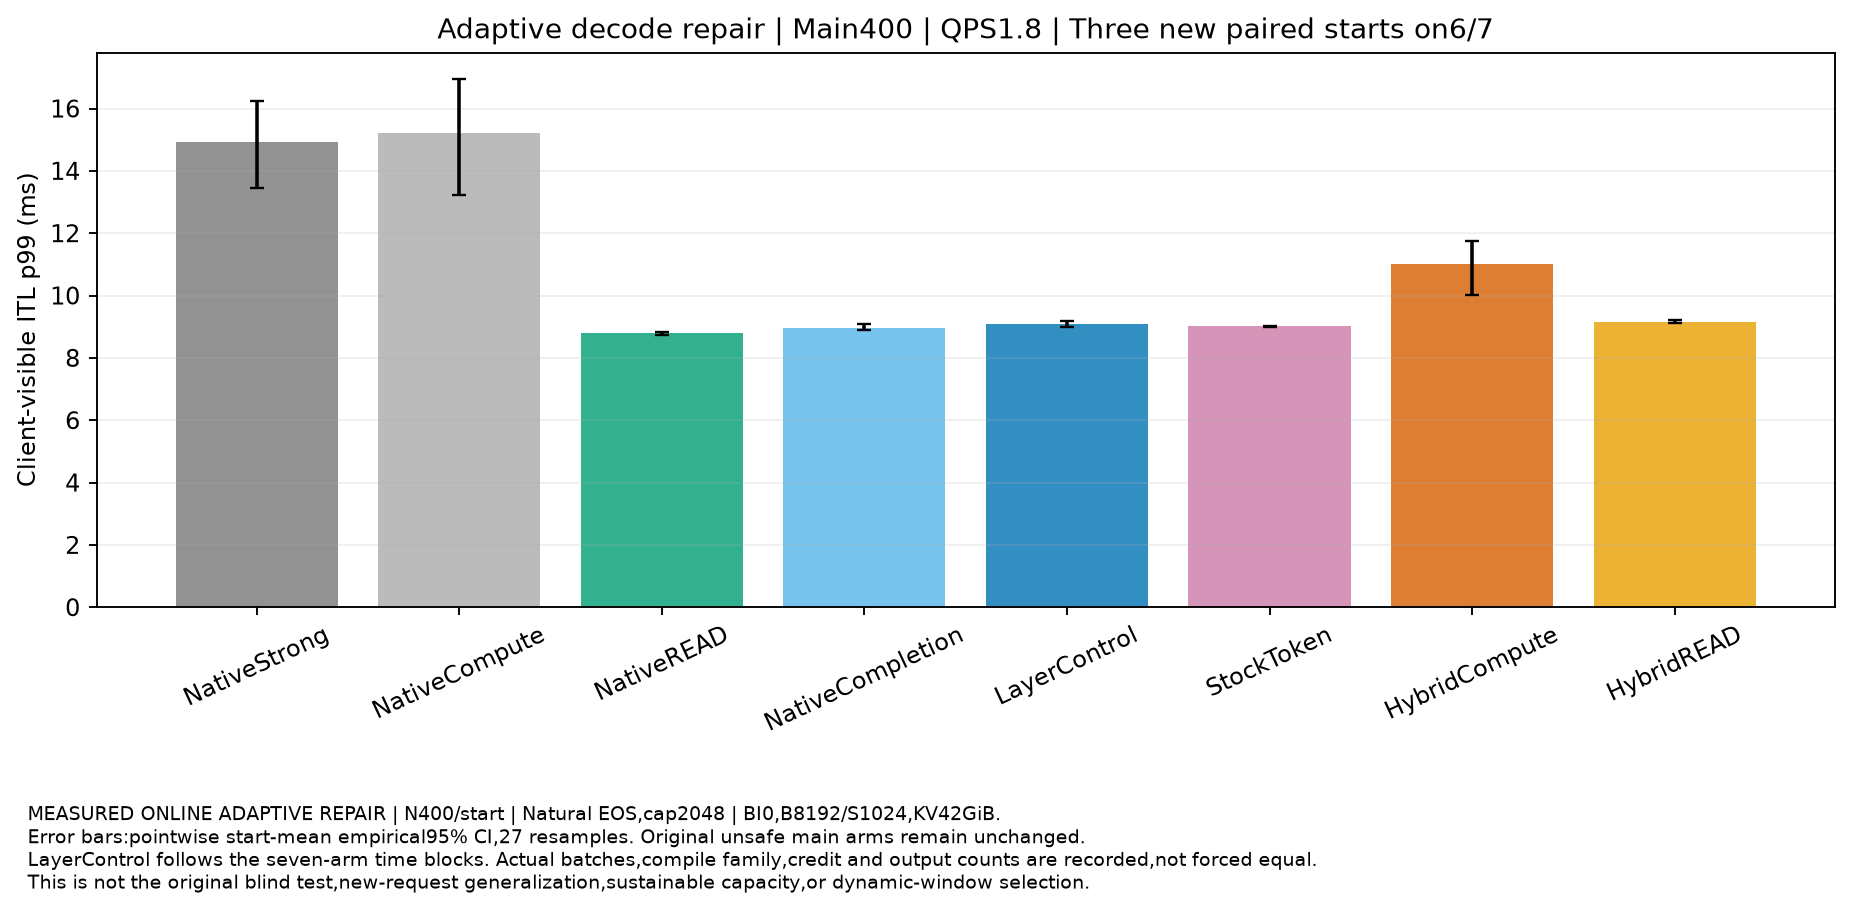 Adaptive decode repair | Main400 | QPS1.8 | Three new paired starts on6/7
Client-visible ITL p99 (ms)
16
14
12
10
8
6
4
2
0
NativeStrong
NativeCompute
NativeREAD
NativeCompletion
LayerControl
StockToken
HybridCompute
HybridREAD
MEASURED ONLINE ADAPTIVE REPAIR | N400/start | Natural EOS,cap2048 | BI0,B8192/S1024,KV42GiB.
Error bars:pointwise start-mean empirical95% CI,27 resamples. Original unsafe main arms remain unchanged.
LayerControl follows the seven-arm time blocks. Actual batches,compile family,credit and output counts are recorded,not forced equal.
This is not the original blind test,new-request generalization,sustainable capacity,or dynamic-window selection.